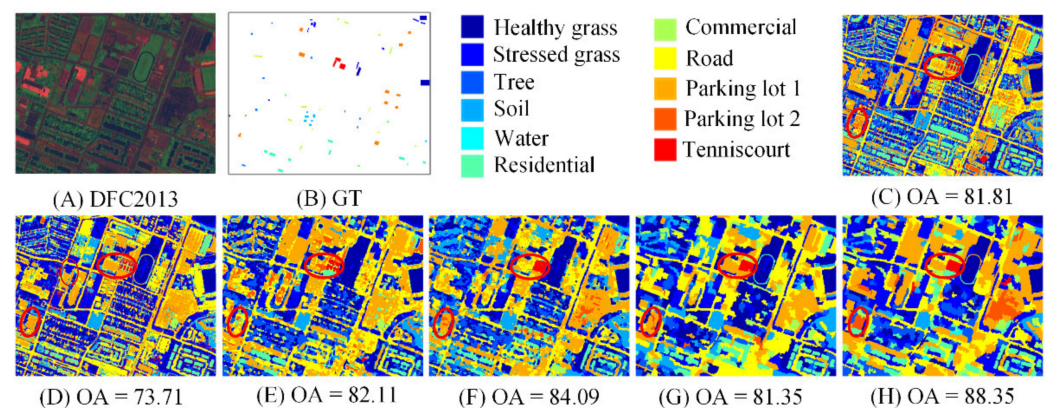 Healthy grass
Stressed grass
Tree
Soil
Water
Residential
Commercial
Road
Parking lot 1
Parking lot 2
Tenniscourt
(A) DFC2013
(B) GT
(C) OA = 81.81
(D) OA = 73.71
(E) OA = 82.11
(F) OA = 84.09
(G) OA = 81.35
(H) OA = 88.35